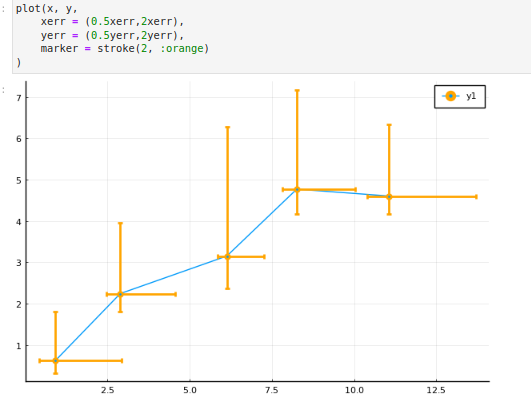 plot(x, y,
xerr = (0.5xerr,2xerr),
yerr = (0.5yerr,2yerr),
marker = stroke(2, :orange)
)
y1
7
6
5
4
3
2
1
2.5 5.0 7.5 10.0 12.5